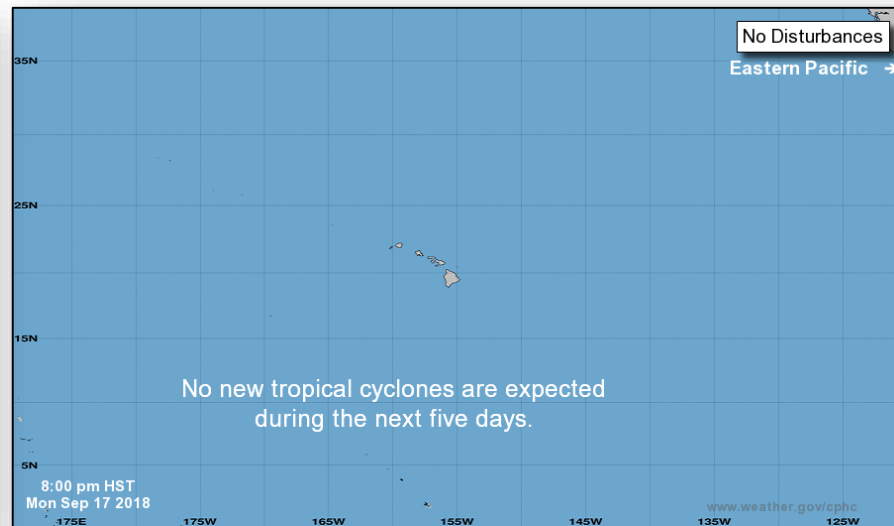 No Disturbances
Eastern Pacific →
35N
25N
15N
No new tropical cyclones are expected
during the next five days.
5N
8:00 pm HST
Mon Sep 17 2018
www.weather.gov/cphc
175E 175W 165W 155W 145W 135W 125W